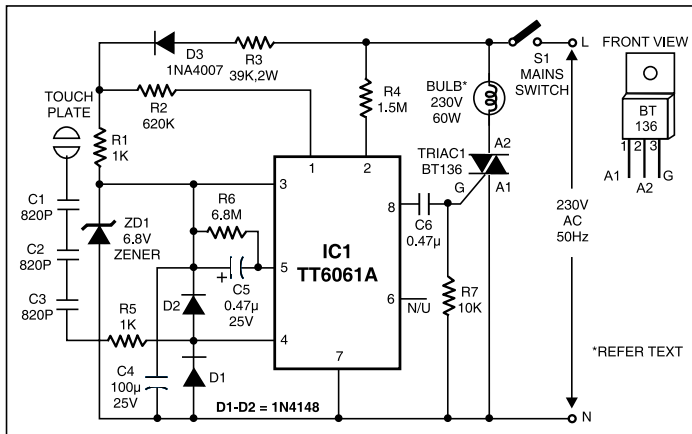 D3
1NA4007
R3
39K,2W
S1
MAINS
SWITCH
L
FRONT VIEW
BT
136
1 2 3
A1
A2
G
TOUCH
PLATE
R2
620K
R4
1.5M
BULB*
230V
60W
R1
1K
1
2
TRIAC1
BT136
A2
A1
G
C1
820P
ZD1
6.8V
ZENER
3
R6
6.8M
8
C6
0.47µ
230V
AC
50Hz
IC1
TT6061A
C2
820P
+
C5
0.47µ
25V
5
6
N/U
R7
10K
C3
820P
D2
R5
1K
4
*REFER TEXT
C4
100µ
25V
D1
7
D1-D2 = 1N4148
N